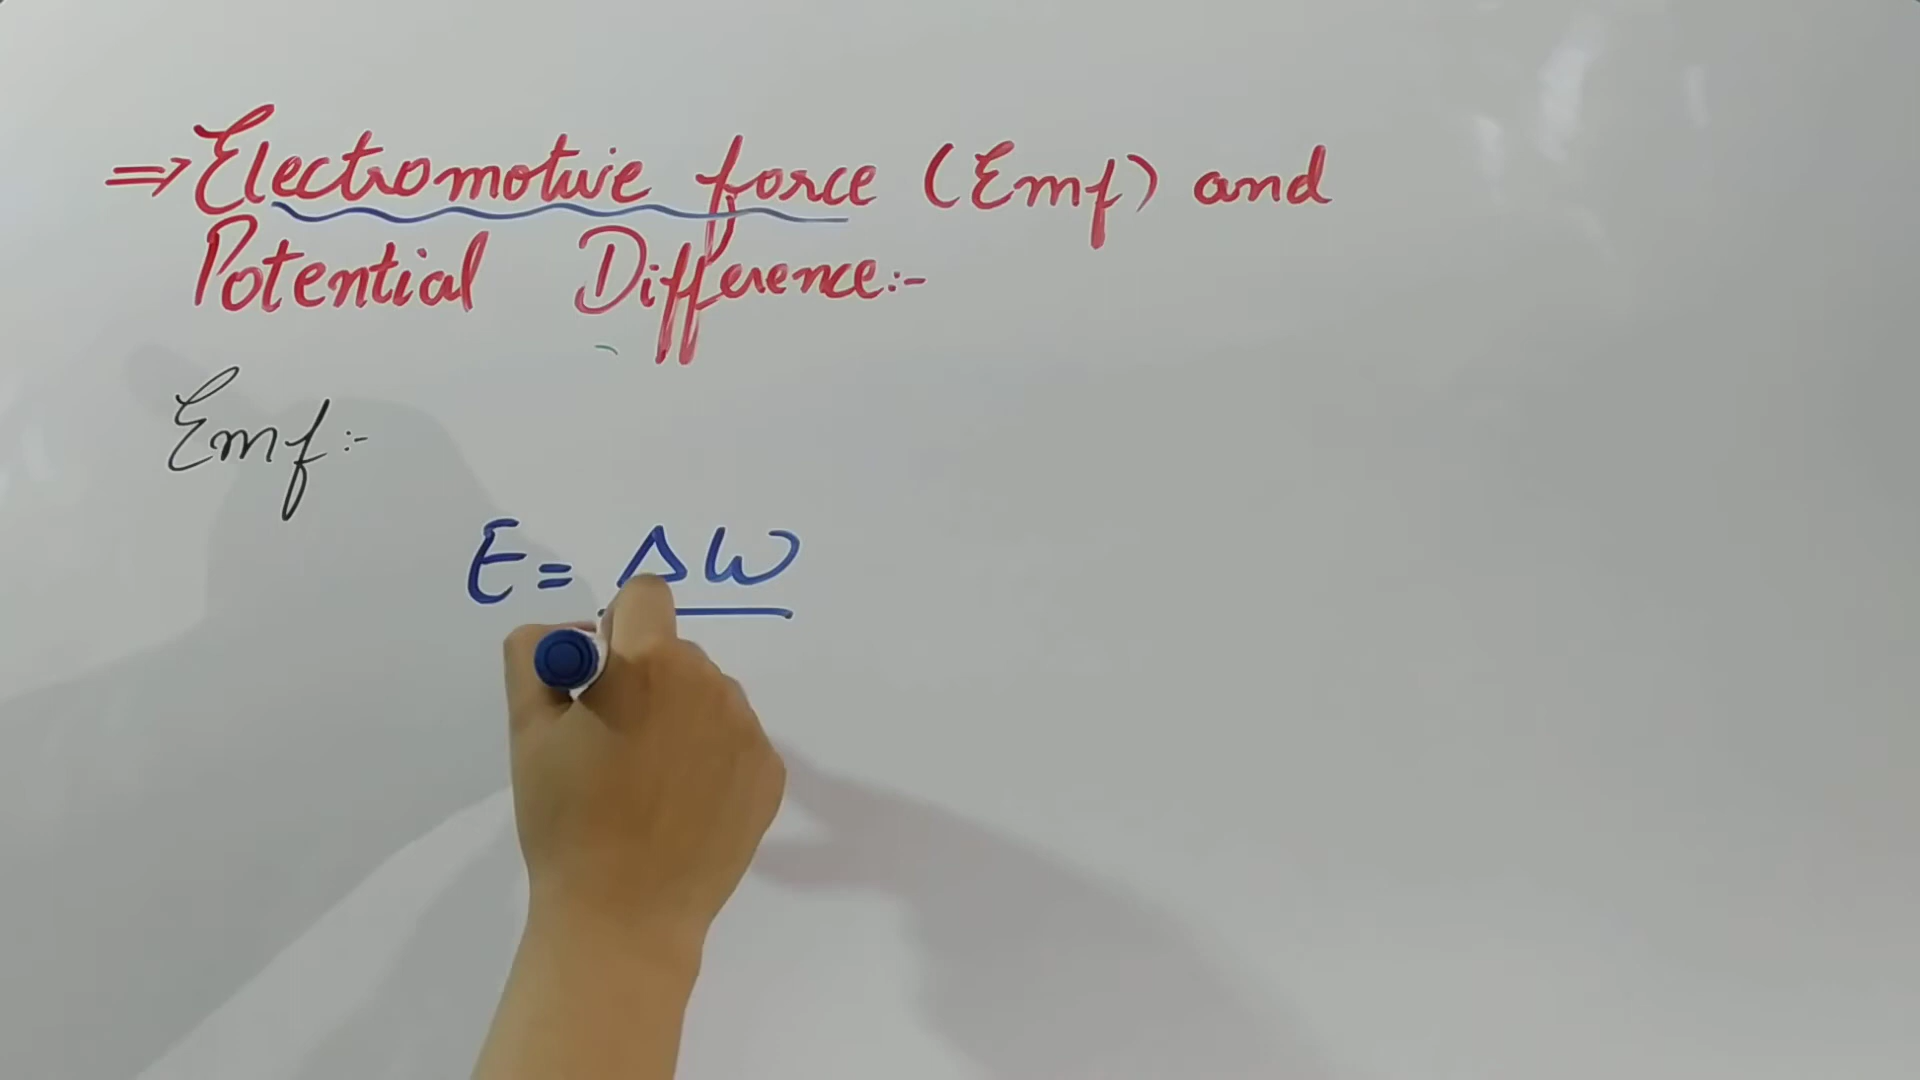 ⇒ Electromotive force (Emf) and
Potential Difference:-
Emf:-
E = ΔW